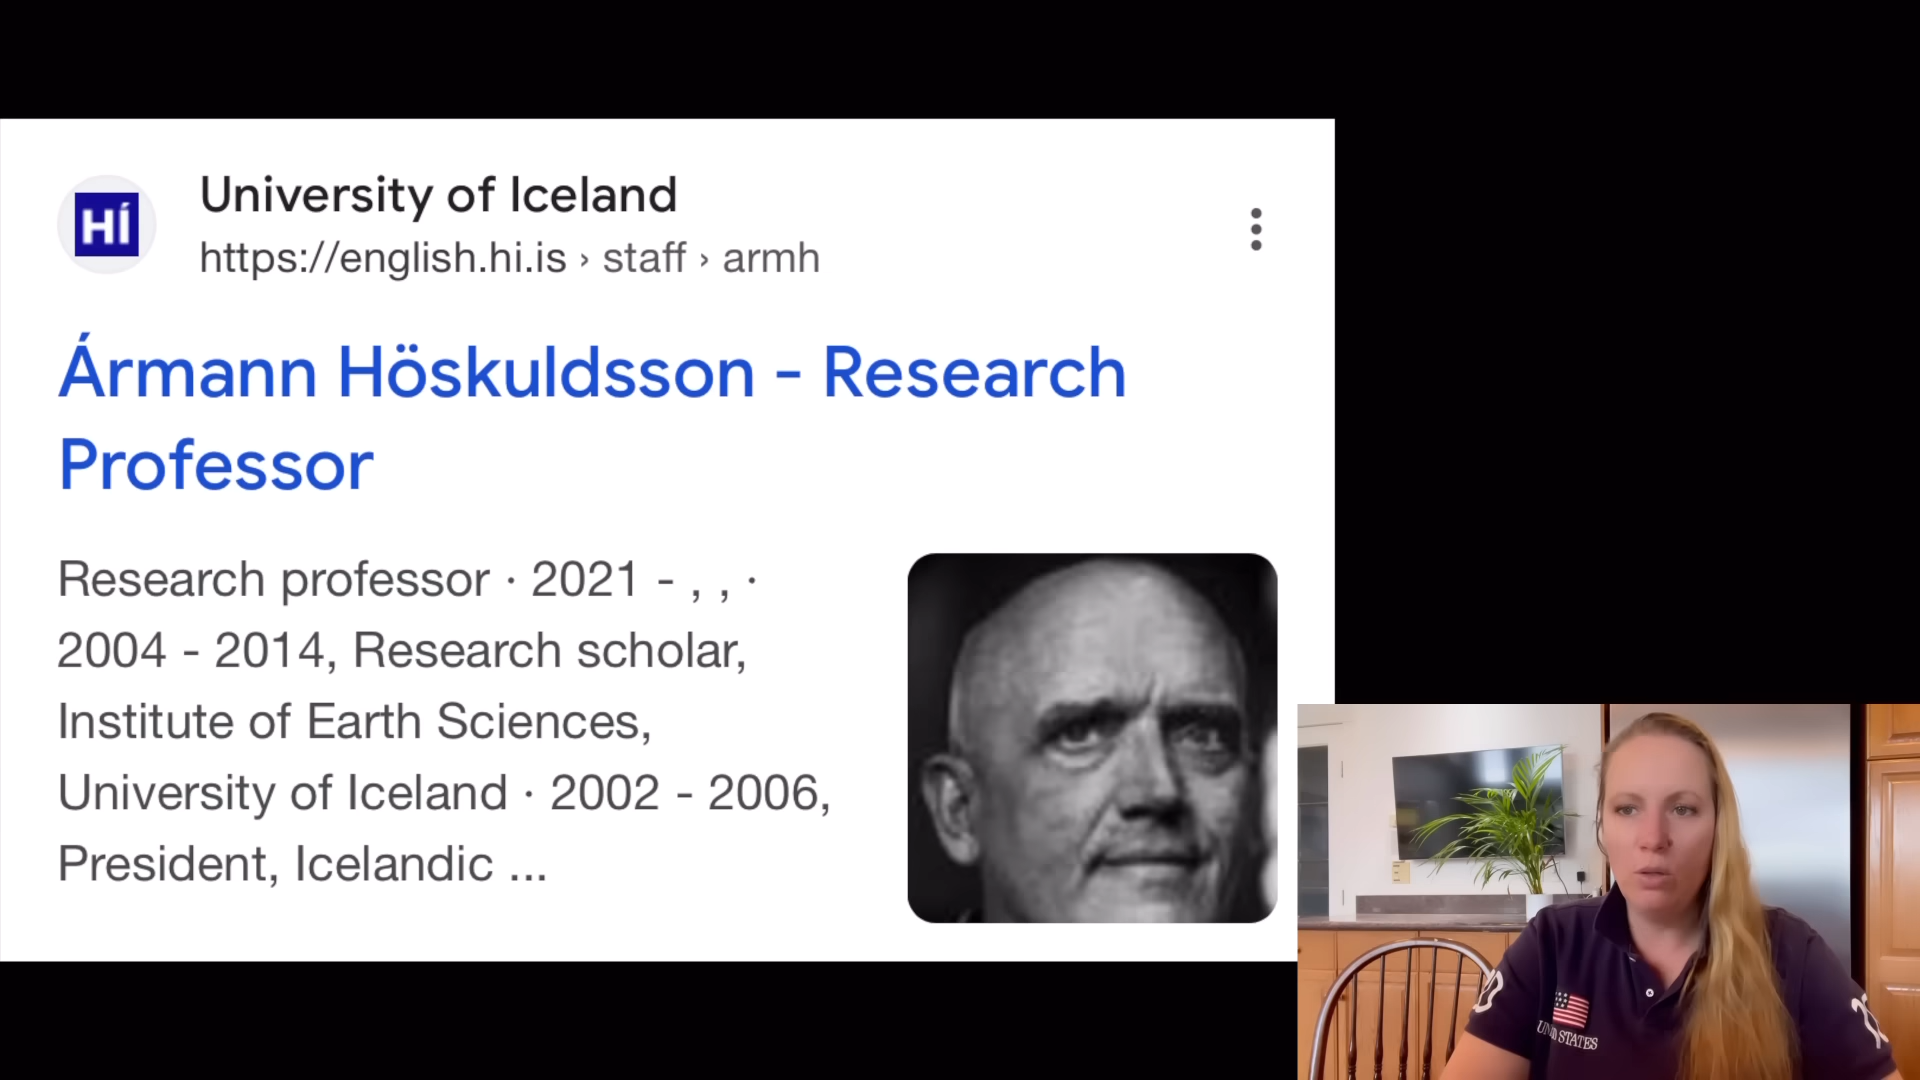 University of Iceland
HÍ
https://english.hi.is › staff › armh
Ármann Höskuldsson - Research
Professor
Research professor · 2021 - , , ·
2004 - 2014, Research scholar,
Institute of Earth Sciences,
University of Iceland · 2002 - 2006,
President, Icelandic ...
UNITED STATES